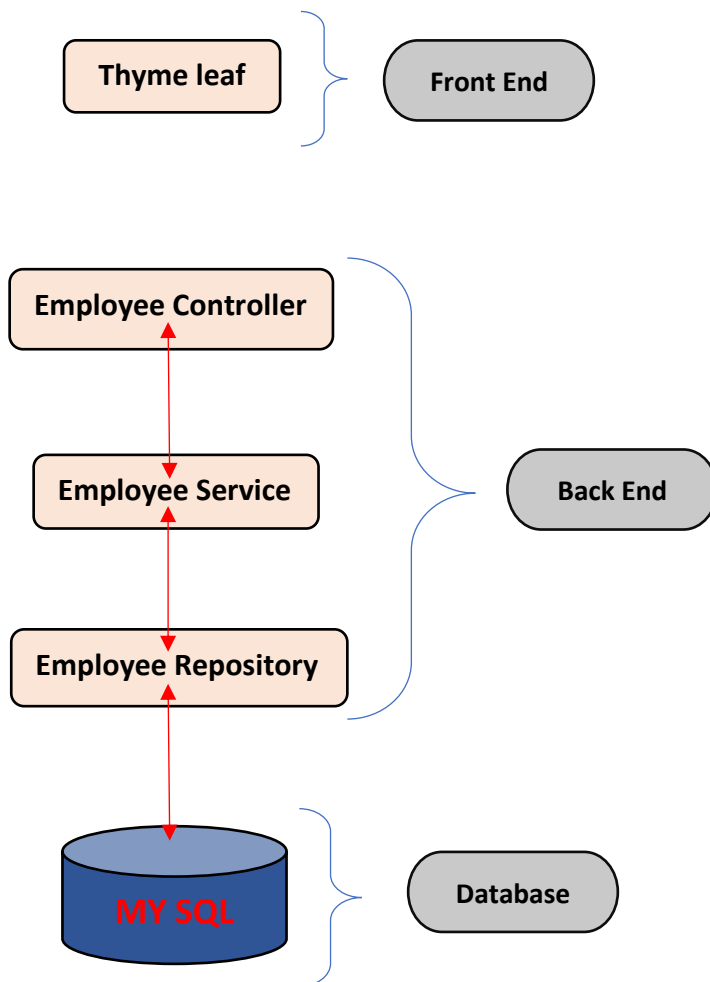 Thyme leaf
Front End
Employee Controller
Employee Service
Back End
Employee Repository
MY SQL
Database